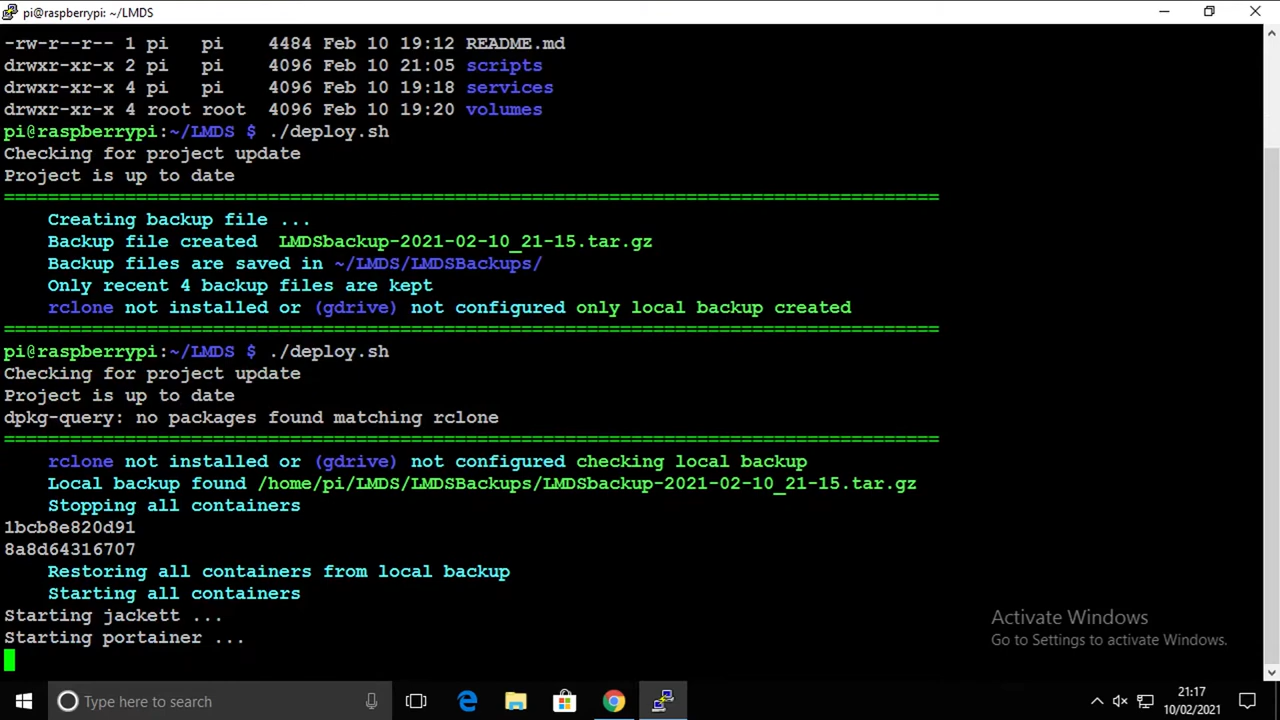 pi@raspberrypi: ~/LMDS
-rw-r--r-- 1 pi   pi    4484 Feb 10 19:12 README.md
drwxr-xr-x 2 pi   pi    4096 Feb 10 21:05 scripts
drwxr-xr-x 4 pi   pi    4096 Feb 10 19:18 services
drwxr-xr-x 4 root root  4096 Feb 10 19:20 volumes
pi@raspberrypi:~/LMDS $ ./deploy.sh
Checking for project update
Project is up to date
=====================================================================================
Creating backup file ...
Backup file created  LMDSbackup-2021-02-10_21-15.tar.gz
Backup files are saved in ~/LMDS/LMDSBackups/
Only recent 4 backup files are kept
rclone not installed or (gdrive) not configured only local backup created
=====================================================================================
pi@raspberrypi:~/LMDS $ ./deploy.sh
Checking for project update
Project is up to date
dpkg-query: no packages found matching rclone
=====================================================================================
rclone not installed or (gdrive) not configured checking local backup
Local backup found /home/pi/LMDS/LMDSBackups/LMDSbackup-2021-02-10_21-15.tar.gz
Stopping all containers
1bcb8e820d91
8a8d64316707
Restoring all containers from local backup
Starting all containers
Starting jackett ...
Starting portainer ...
Activate Windows
Go to Settings to activate Windows.
Type here to search
21:17
10/02/2021